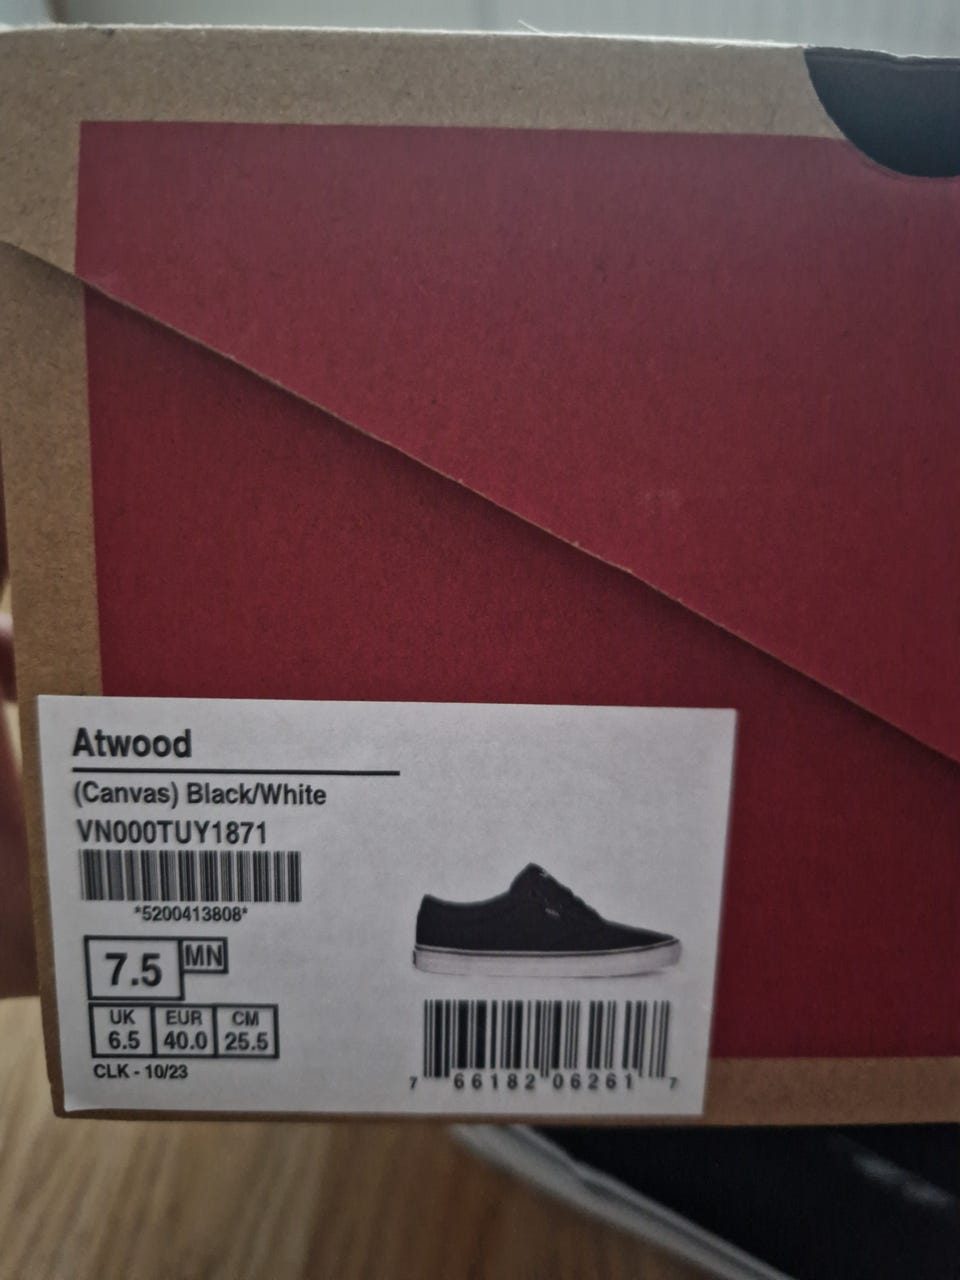 Atwood
(Canvas) Black/White
VN000TUY1871
*5200413808*
7.5 MN
UK EUR CM
6.5 40.0 25.5
CLK - 10/23
7 66182 06261 7